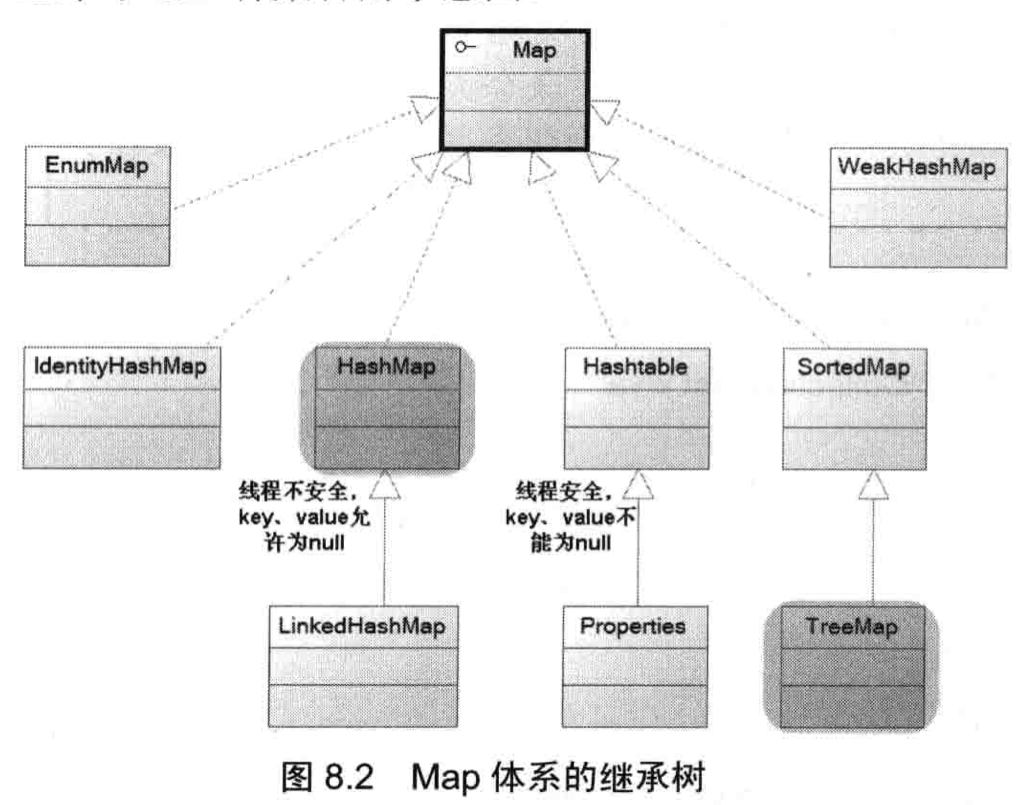 Map
EnumMap
WeakHashMap
IdentityHashMap
HashMap
Hashtable
SortedMap
线程不安全，
key、value允
许为null
线程安全，
key、value不
能为null
LinkedHashMap
Properties
TreeMap
图 8.2 Map 体系的继承树